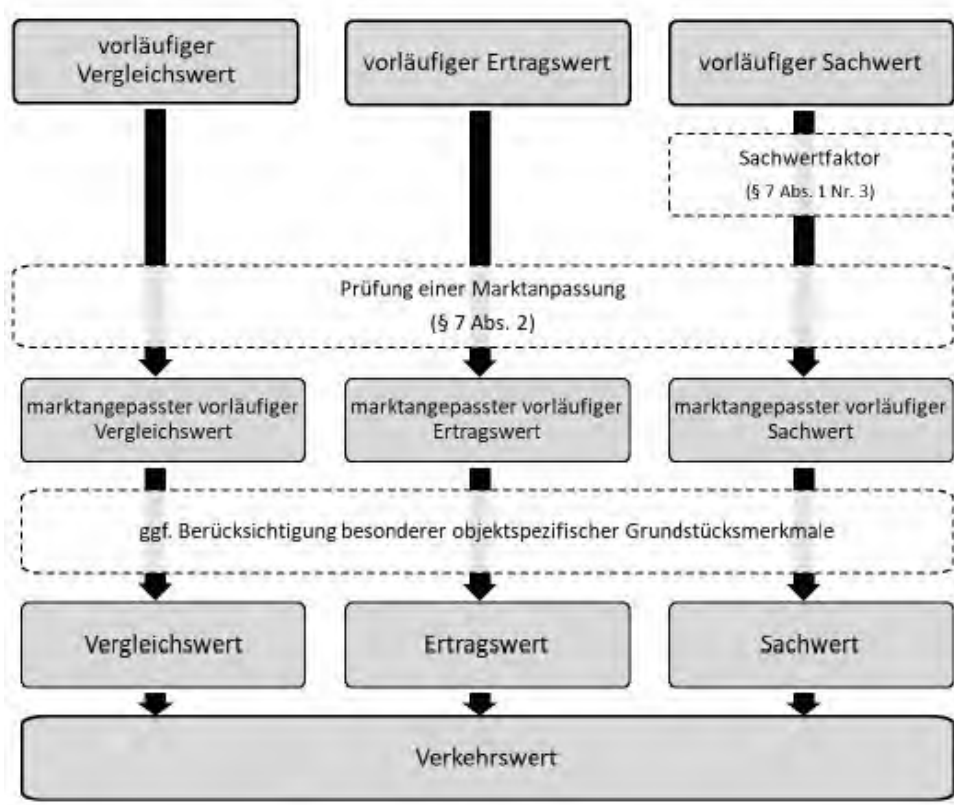 vorläufiger
Vergleichswert
vorläufiger Ertragswert
vorläufiger Sachwert
Sachwertfaktor
(§ 7 Abs. 1 Nr. 3)
Prüfung einer Marktanpassung
(§ 7 Abs. 2)
marktangepasster vorläufiger
Vergleichswert
marktangepasster vorläufiger
Ertragswert
marktangepasster vorläufiger
Sachwert
ggf. Berücksichtigung besonderer objektspezifischer Grundstücksmerkmale
Vergleichswert
Ertragswert
Sachwert
Verkehrswert